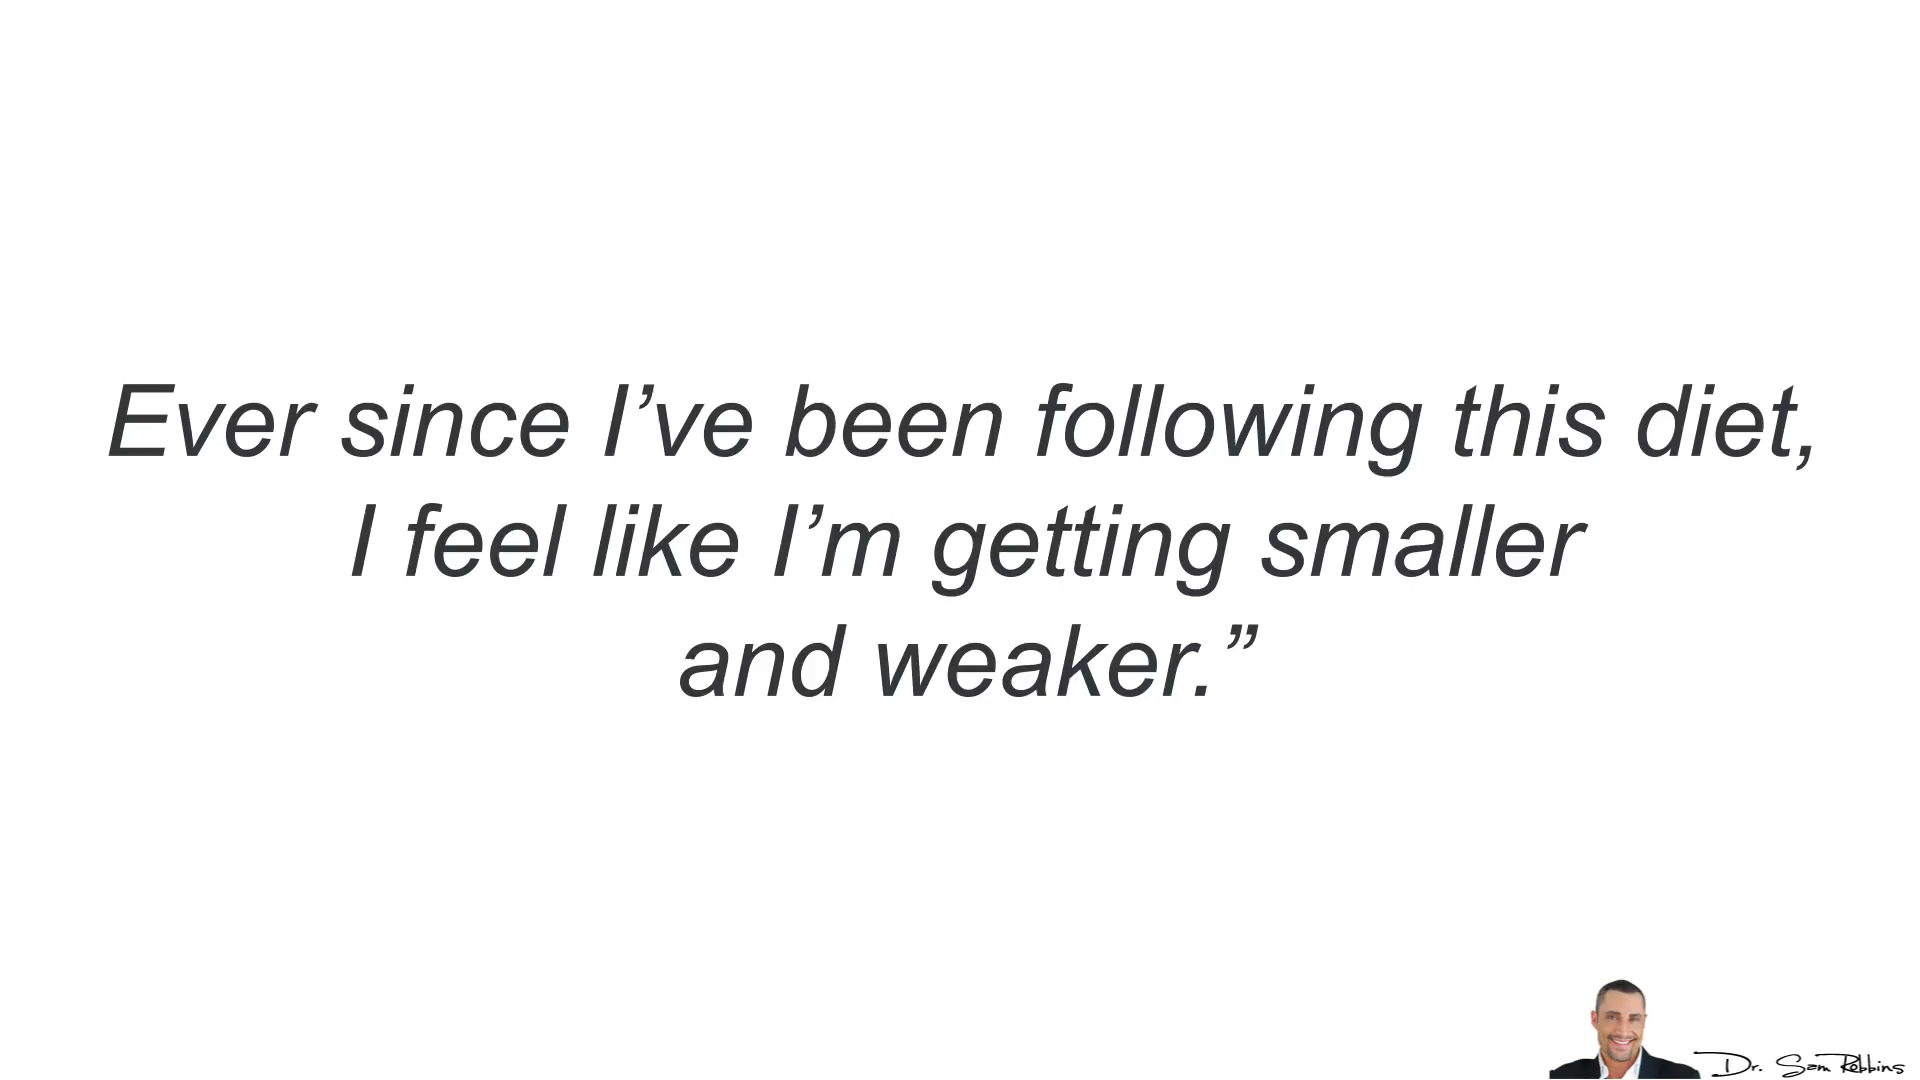 Ever since I’ve been following this diet,
I feel like I’m getting smaller
and weaker.”
Dr. Sam Robbins